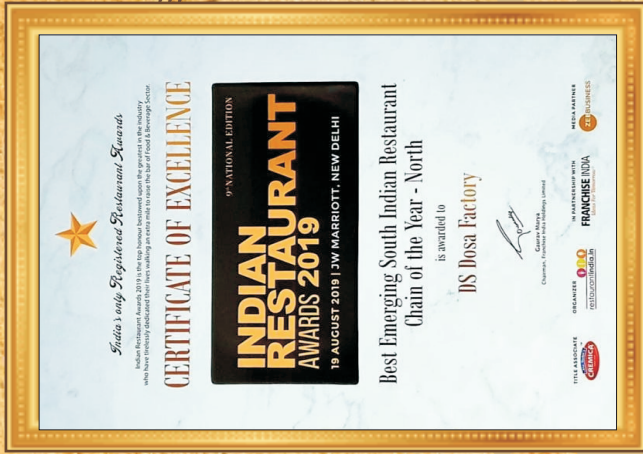 India's only Registered Restaurant Awards
Indian Restaurant Awards 2019 is the top honour bestowed upon the greatest in the industry
who have tirelessly dedicated their lives walking an extra mile to raise the bar of Food & Beverage Sector.
CERTIFICATE OF EXCELLENCE
9th NATIONAL EDITION
INDIAN
RESTAURANT
AWARDS 2019
19 AUGUST 2019 | JW MARRIOTT, NEW DELHI
Best Emerging South Indian Restaurant
Chain of the Year - North
is awarded to
DS Dosa Factory
Gaurav Marya
Chairman, Franchise India Holdings Limited
TITLE ASSOCIATE
CREMICA
ORGANIZER
restaurantindia.in
IN PARTNERSHIP WITH
FRANCHISE INDIA
MEDIA PARTNER
ZEE BUSINESS